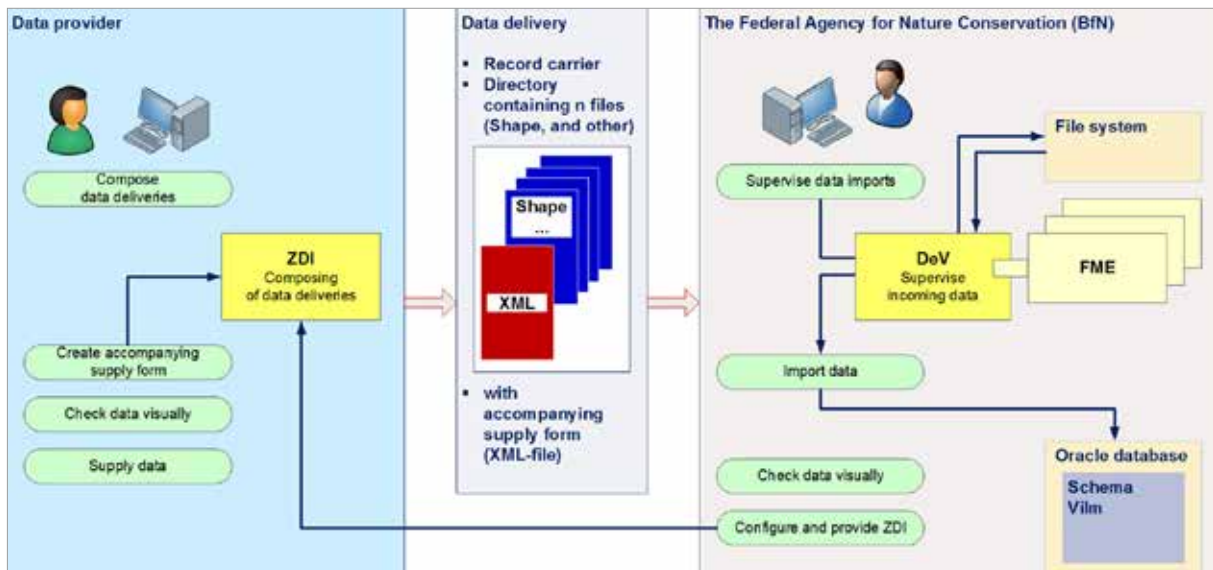 Data provider
Compose
data deliveries
ZDI
Composing
of data deliveries
Create accompanying
supply form
Check data visually
Supply data
Data delivery
▪ Record carrier
▪ Directory
containing n files
(Shape, and other)
Shape
...
XML
▪ with
accompanying
supply form
(XML-file)
The Federal Agency for Nature Conservation (BfN)
Supervise data imports
File system
DeV
Supervise
incoming data
FME
Import data
Check data visually
Configure and provide ZDI
Oracle database
Schema
Vilm